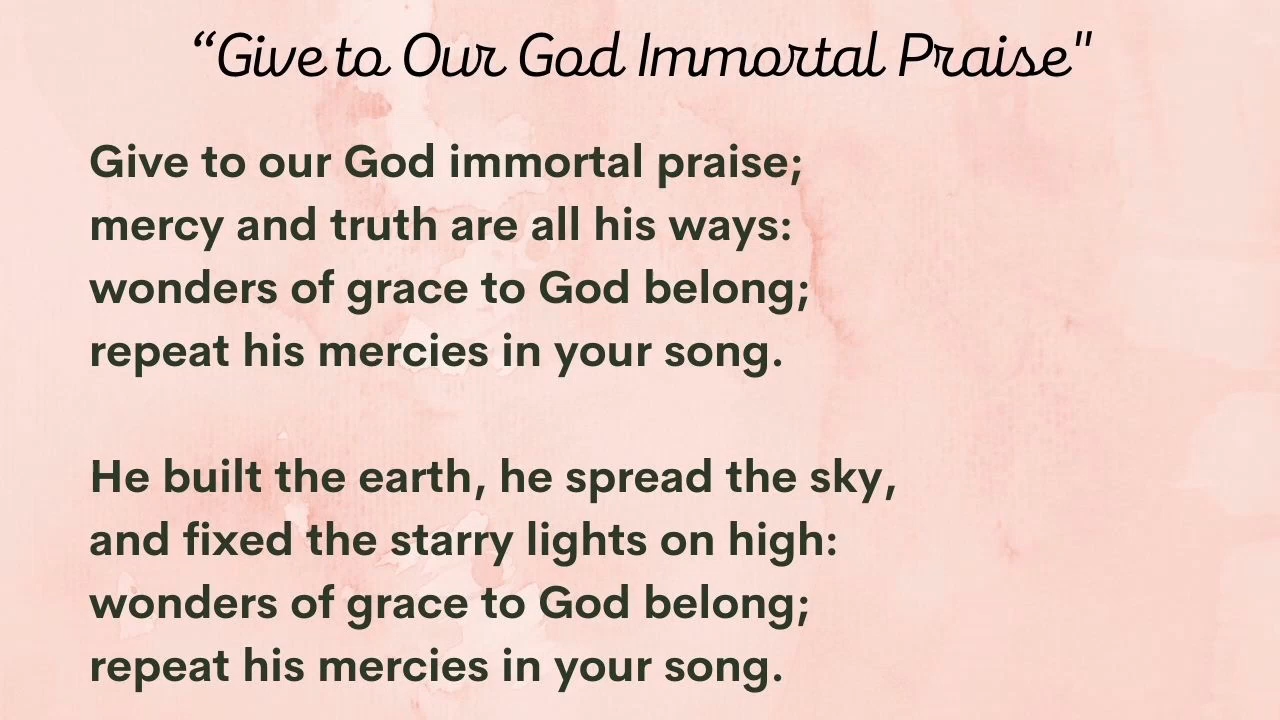 “Give to Our God Immortal Praise"
Give to our God immortal praise;
mercy and truth are all his ways:
wonders of grace to God belong;
repeat his mercies in your song.
He built the earth, he spread the sky,
and fixed the starry lights on high:
wonders of grace to God belong;
repeat his mercies in your song.